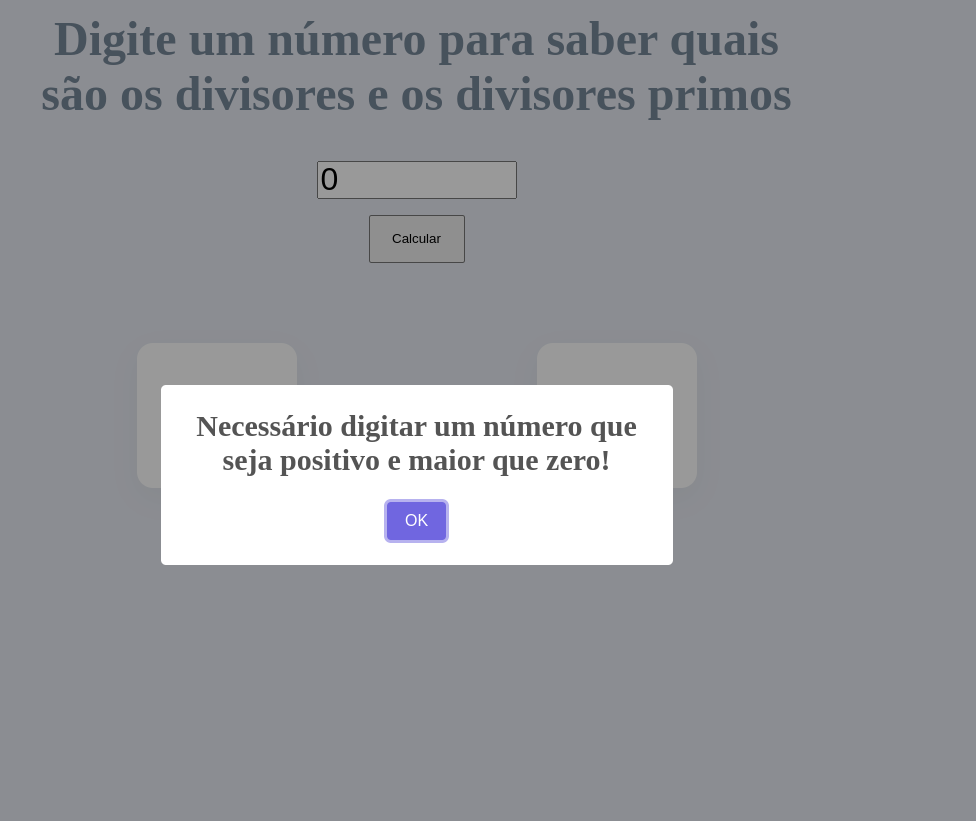 Digite um número para saber quais
são os divisores e os divisores primos
0
Calcular
Necessário digitar um número que
seja positivo e maior que zero!
OK